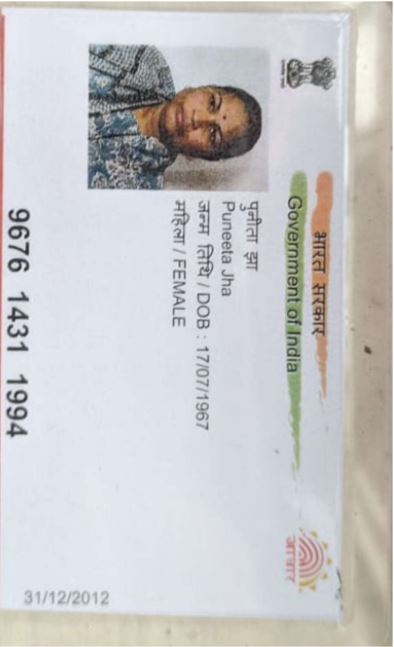 भारत सरकार
Government of India
पुनीता झा
Puneeta Jha
जन्म तिथि / DOB : 17/07/1967
महिला / FEMALE
9676 1431 1994
31/12/2012
आधार